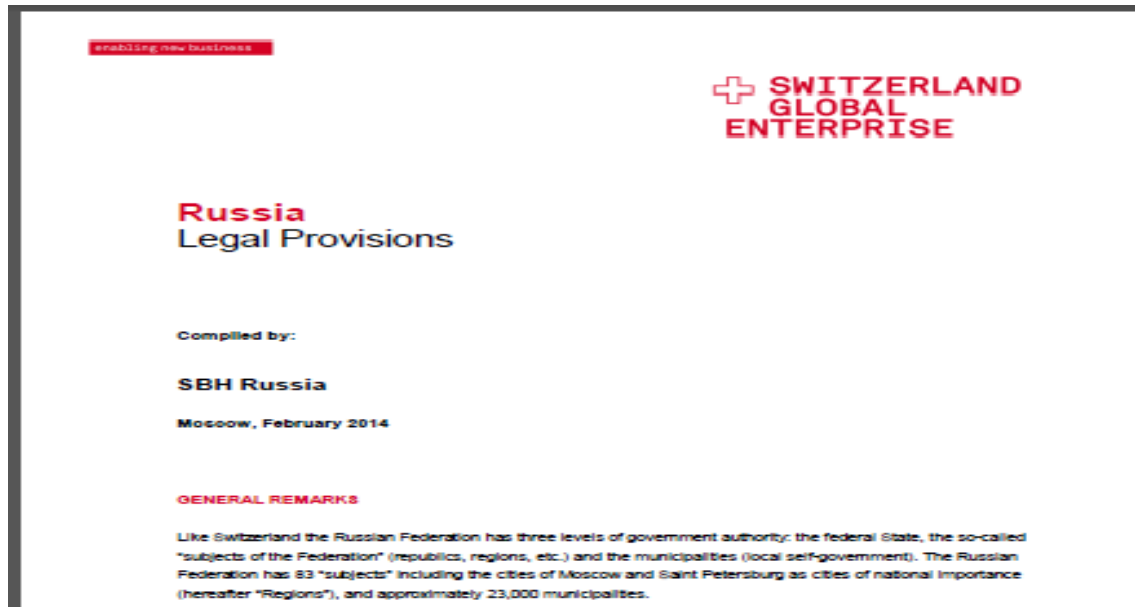 enabling new business
SWITZERLAND
GLOBAL
ENTERPRISE
Russia
Legal Provisions
Compiled by:
SBH Russia
Moscow, February 2014
GENERAL REMARKS
Like Switzerland the Russian Federation has three levels of government authority: the federal State, the so-called
"subjects of the Federation" (republics, regions, etc.) and the municipalities (local self-government). The Russian
Federation has 83 "subjects" including the cities of Moscow and Saint Petersburg as cities of national importance
(hereafter "Regions"), and approximately 23,000 municipalities.